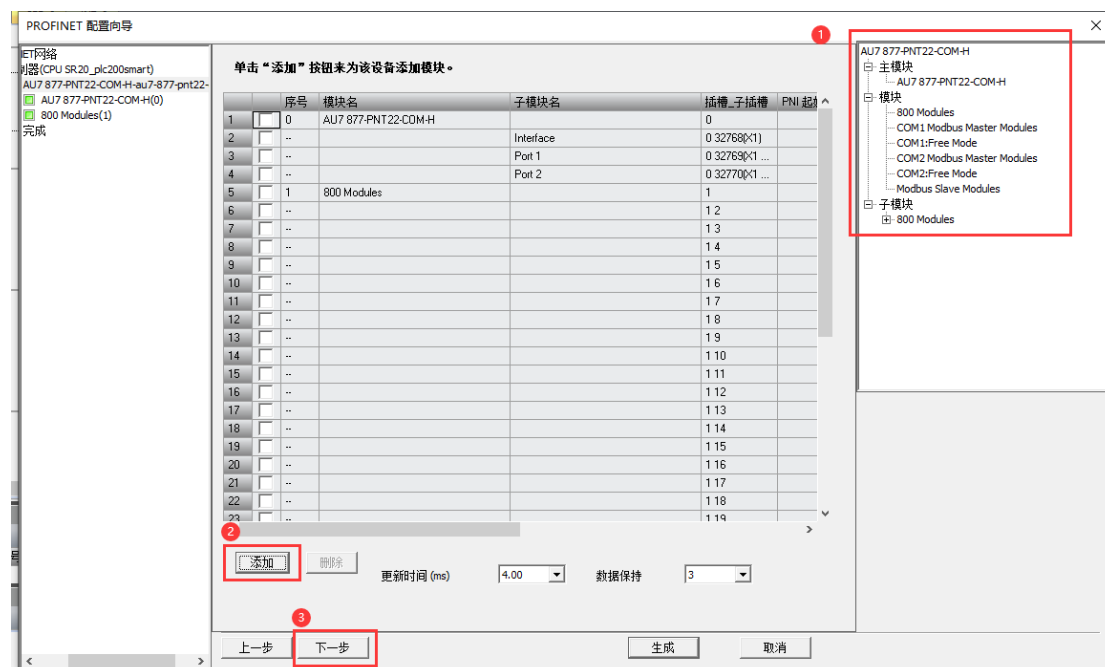 PROFINET 配置向导
ET网络
器(CPU SR20_plc200smart)
AU7 877-PNT22-COM-H-au7-877-pnt22-
AU7 877-PNT22-COM-H(0)
800 Modules(1)
完成
单击“添加”按钮来为该设备添加模块。
序号 模块名 子模块名 插槽_子插槽 PNI 起始
1 0 AU7 877-PNT22-COM-H 0
2 -- Interface 0 32768(X1)
3 -- Port 1 0 32769(X1 ...
4 -- Port 2 0 32770(X1 ...
5 1 800 Modules 1
6 -- 1 2
7 -- 1 3
8 -- 1 4
9 -- 1 5
10 -- 1 6
11 -- 1 7
12 -- 1 8
13 -- 1 9
14 -- 1 10
15 -- 1 11
16 -- 1 12
17 -- 1 13
18 -- 1 14
19 -- 1 15
20 -- 1 16
21 -- 1 17
22 -- 1 18
23 -- 1 19
2
添加 删除 更新时间 (ms) 4.00 数据保持 3
3
上一步 下一步 生成 取消
1
AU7 877-PNT22-COM-H
主模块
AU7 877-PNT22-COM-H
模块
800 Modules
COM1 Modbus Master Modules
COM1:Free Mode
COM2 Modbus Master Modules
COM2:Free Mode
Modbus Slave Modules
子模块
800 Modules